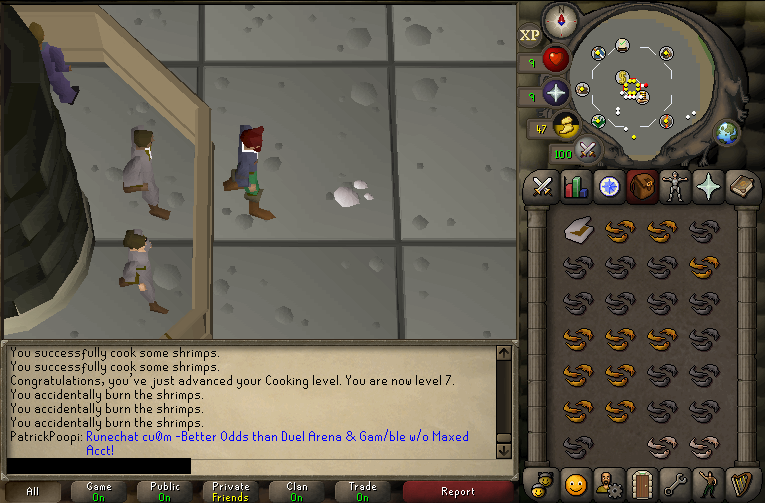 N
XP
9
9
47
100
You successfully cook some shrimps.
You successfully cook some shrimps.
Congratulations, you've just advanced your Cooking level. You are now level 7.
You accidentally burn the shrimps.
You accidentally burn the shrimps.
You accidentally burn the shrimps.
PatrickPoopi: Runechat cu0m -Better Odds than Duel Arena & Gam/ble w/o Maxed
Acct!
All Game Public Private Clan Trade Report
On On Friends On On